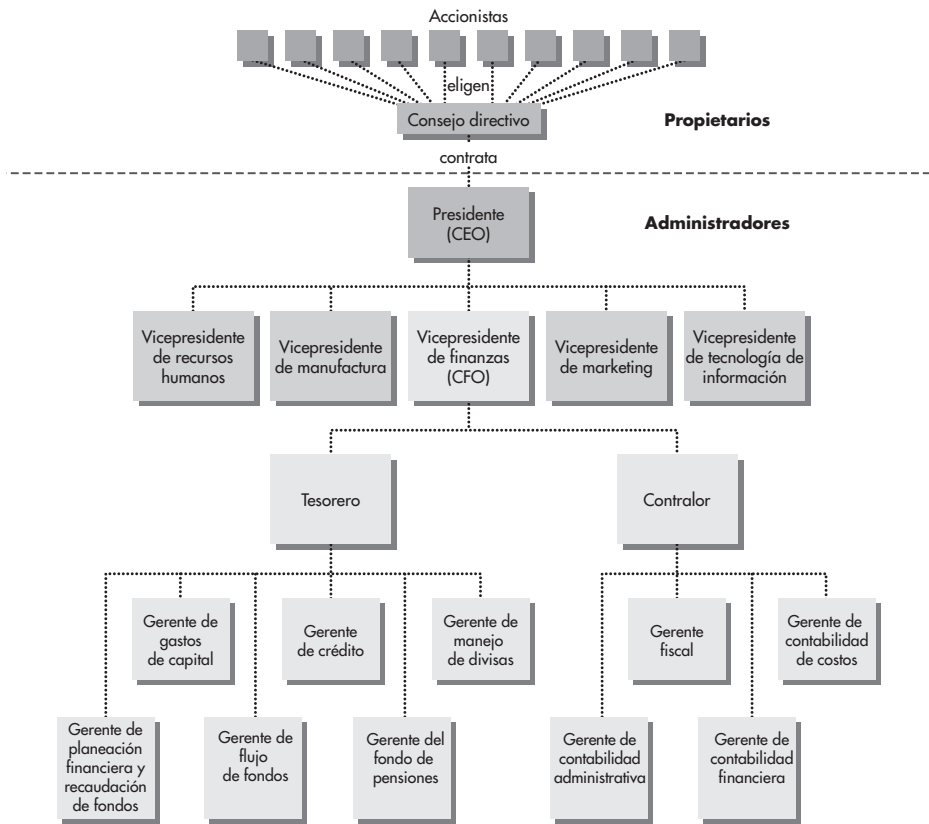 Accionistas
eligen
Consejo directivo
Propietarios
contrata
Presidente
(CEO)
Administradores
Vicepresidente
de recursos
humanos
Vicepresidente
de manufactura
Vicepresidente
de finanzas
(CFO)
Vicepresidente
de marketing
Vicepresidente
de tecnología de
información
Tesorero
Contralor
Gerente de
gastos
de capital
Gerente
de crédito
Gerente de
manejo
de divisas
Gerente
fiscal
Gerente de
contabilidad
de costos
Gerente de
planeación
financiera y
recaudación
de fondos
Gerente de
flujo
de fondos
Gerente del
fondo de
pensiones
Gerente de
contabilidad
administrativa
Gerente de
contabilidad
financiera